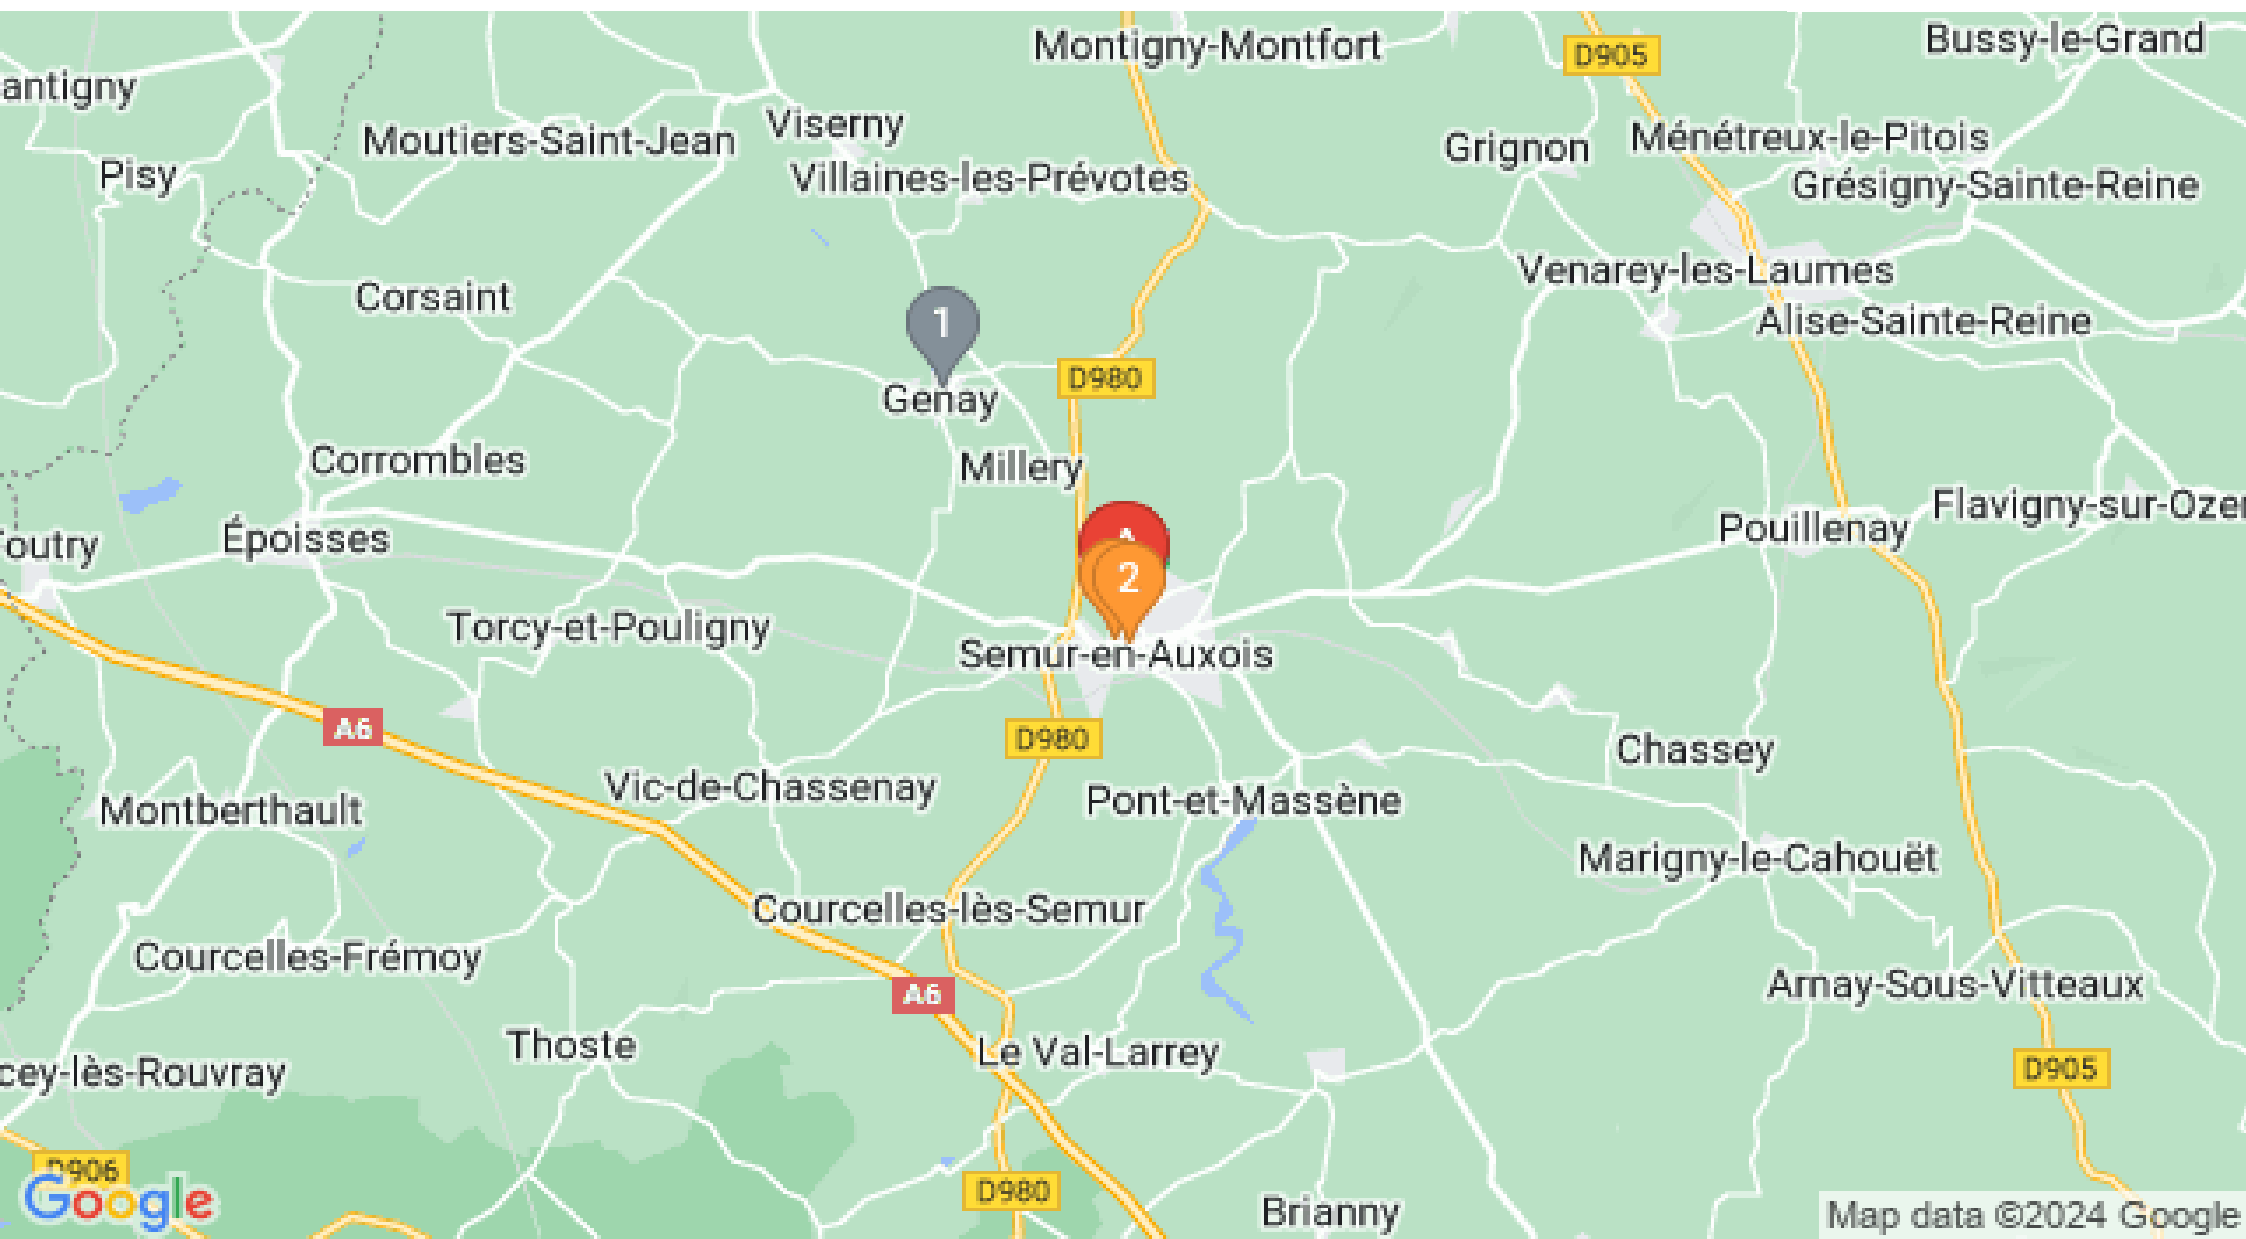 Montigny-Montfort
D905
Bussy-le-Grand
antigny
Viserny
Moutiers-Saint-Jean
Grignon
Ménétreux-le-Pitois
Pisy
Villaines-les-Prévotes
Grésigny-Sainte-Reine
Venarey-les-Laumes
Corsaint
1
Alise-Sainte-Reine
D980
Genay
Corrombles
Millery
Flavigny-sur-Ozer
Pouillenay
outry
Époisses
2
Torcy-et-Pouligny
Semur-en-Auxois
A6
D980
Chassey
Vic-de-Chassenay
Pont-et-Massène
Montberthault
Marigny-le-Cahouët
Courcelles-lès-Semur
Courcelles-Frémoy
Arnay-Sous-Vitteaux
A6
Thoste
Le Val-Larrey
cey-lès-Rouvray
D905
D906
D980
Google
Brianny
Map data ©2024 Google